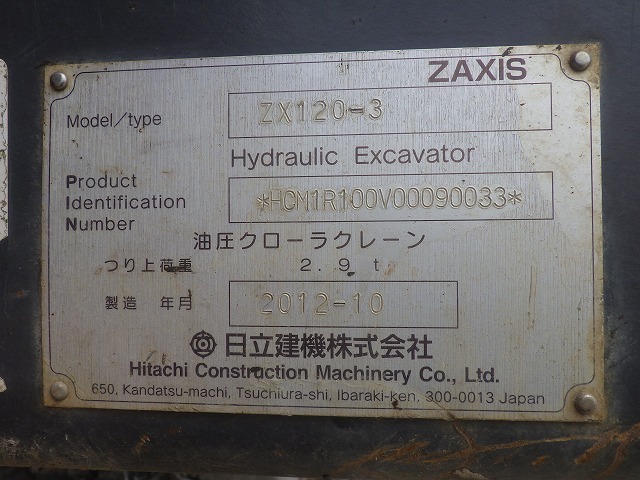 ZAXIS
Model/type ZX120-3
Hydraulic Excavator
Product
Identification
Number
*HCM1R100V00090033*
油圧クローラクレーン
つり上荷重 2.9 t
製造 年月 2012-10
日立建機株式会社
Hitachi Construction Machinery Co., Ltd.
650, Kandatsu-machi, Tsuchiura-shi, Ibaraki-ken, 300-0013 Japan